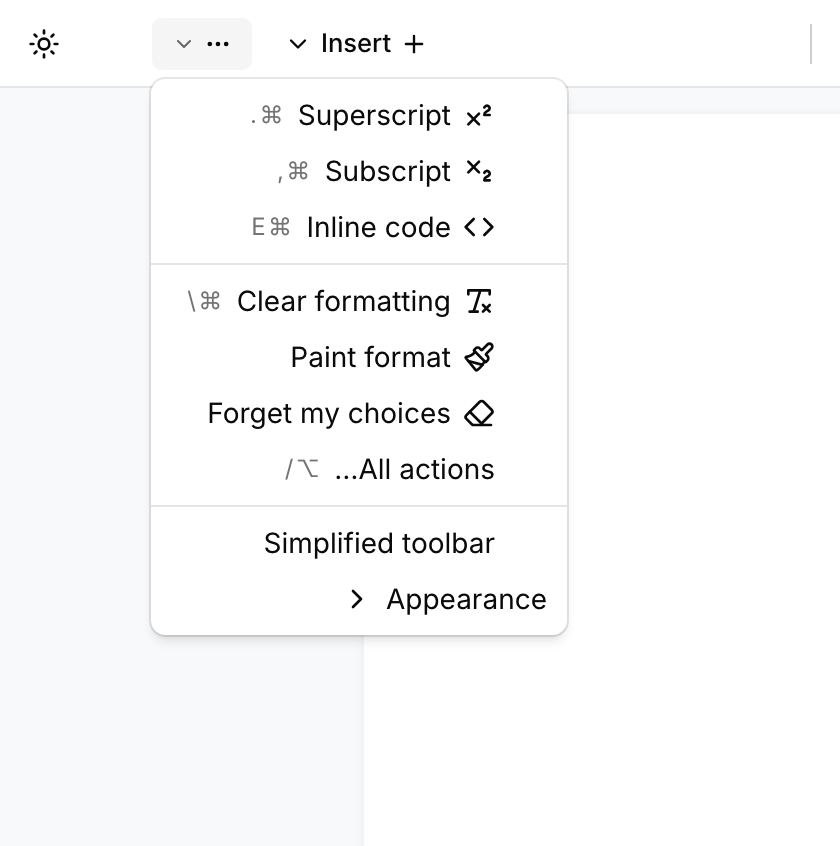 Insert
.⌘ Superscript
,⌘ Subscript
E⌘ Inline code
\⌘ Clear formatting
Paint format
Forget my choices
/⌥ ...All actions
Simplified toolbar
Appearance